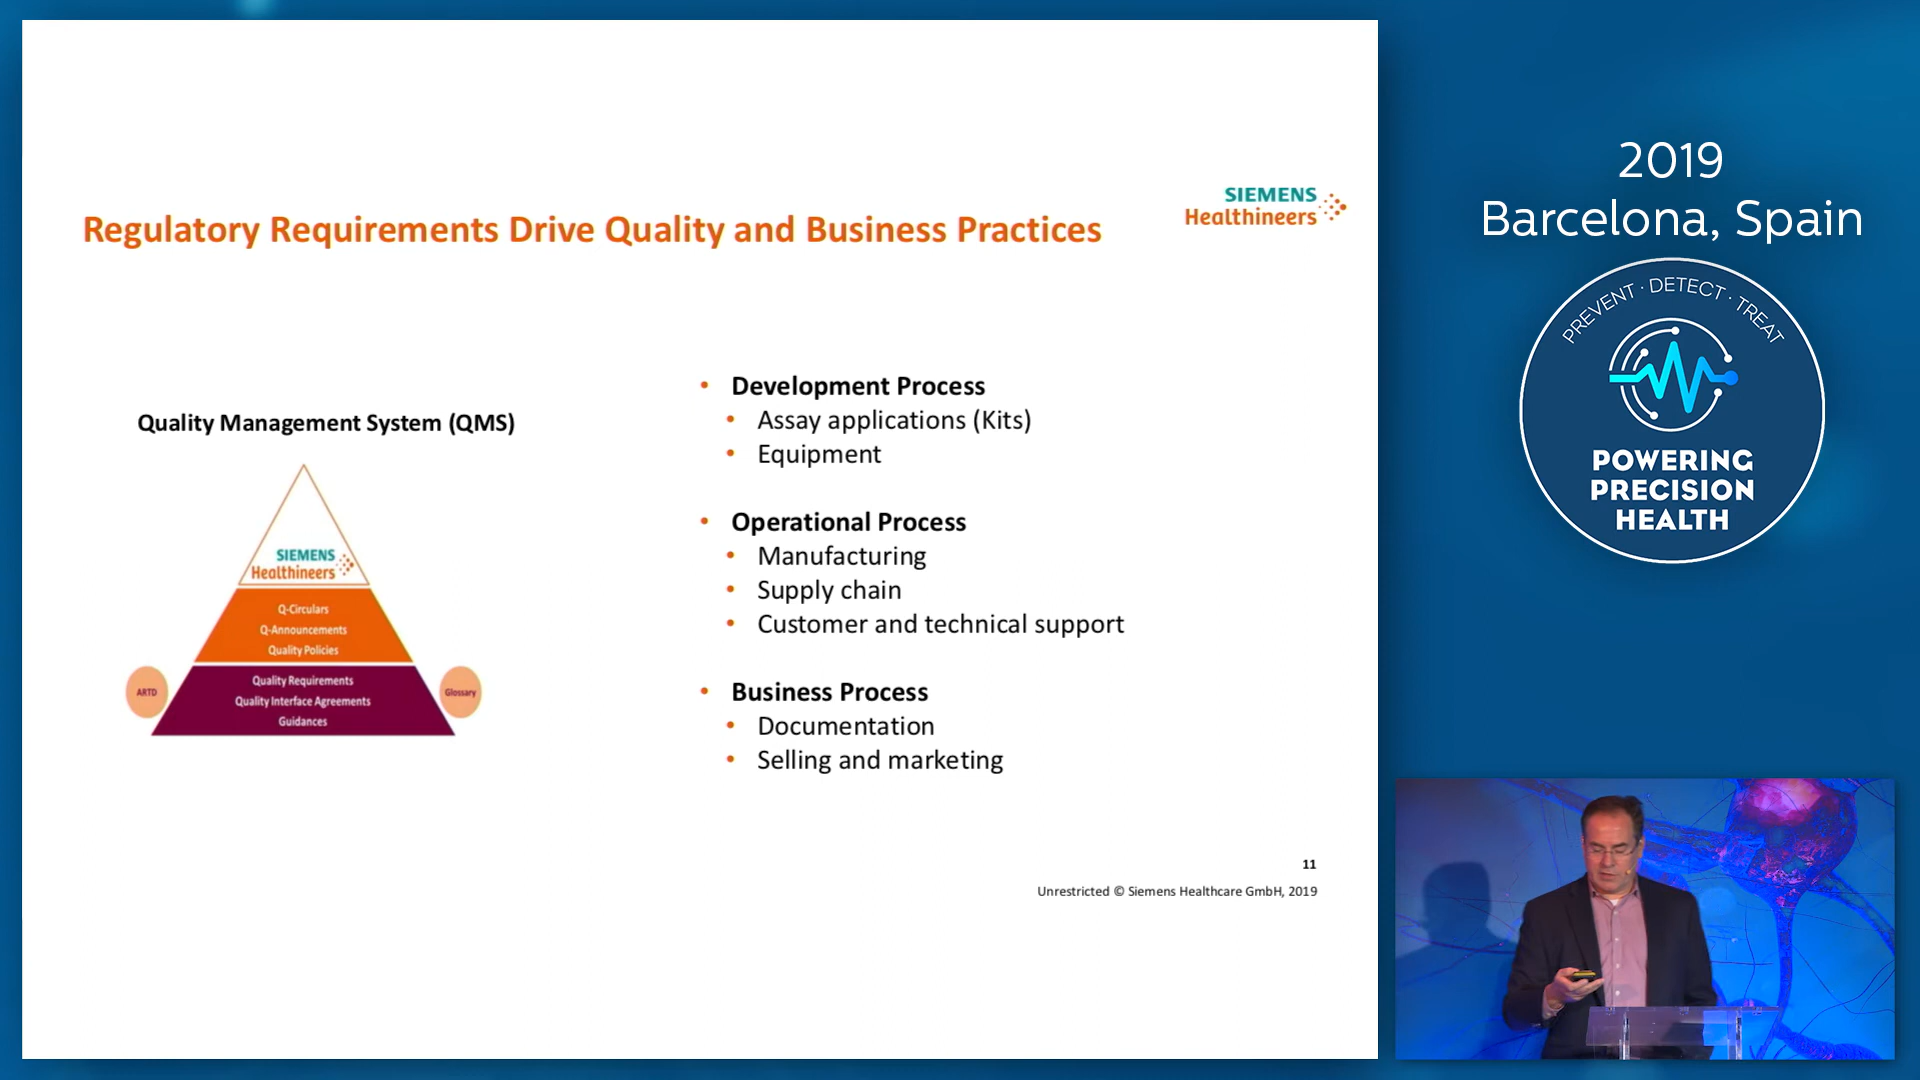 Regulatory Requirements Drive Quality and Business Practices
SIEMENS
Healthineers
Quality Management System (QMS)
SIEMENS
Healthineers
Q-Circulars
Q-Announcements
Quality Policies
Quality Requirements
Quality Interface Agreements
Guidances
ARTD
Glossary
• Development Process
• Assay applications (Kits)
• Equipment
• Operational Process
• Manufacturing
• Supply chain
• Customer and technical support
• Business Process
• Documentation
• Selling and marketing
11
Unrestricted © Siemens Healthcare GmbH, 2019
2019
Barcelona, Spain
PREVENT · DETECT · TREAT
POWERING
PRECISION
HEALTH